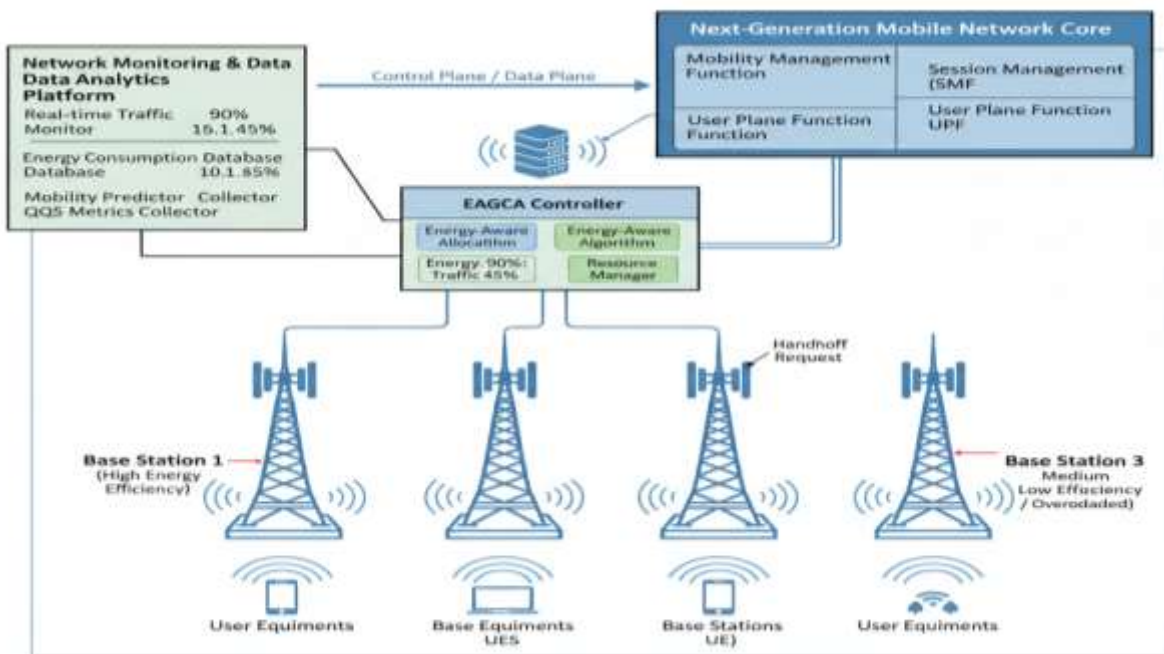 Network Monitoring & Data
Data Analytics
Platform
Real-time Traffic 90%
Monitor 15.1.45%
Energy Consumption Database
Database 10.1.85%
Mobility Predictor Collector
QQS Metrics Collector
Control Plane / Data Plane
Next-Generation Mobile Network Core
Mobility Management
Function
Session Management
(SMF
User Plane Function
Function
User Plane Function
UPF
EAGCA Controller
Energy-Aware
Allocatithm
Energy-Aware
Algorithm
Energy. 90%:
Traffic 45%
Resource
Manager
Handhoff
Request
Base Station 1
(High Energy
Efficiency)
Base Station 3
Medium
Low Effaciency
/ Overodaded)
User Equiments
Base Equiments
UES
Base Stations
UE)
User Equiments